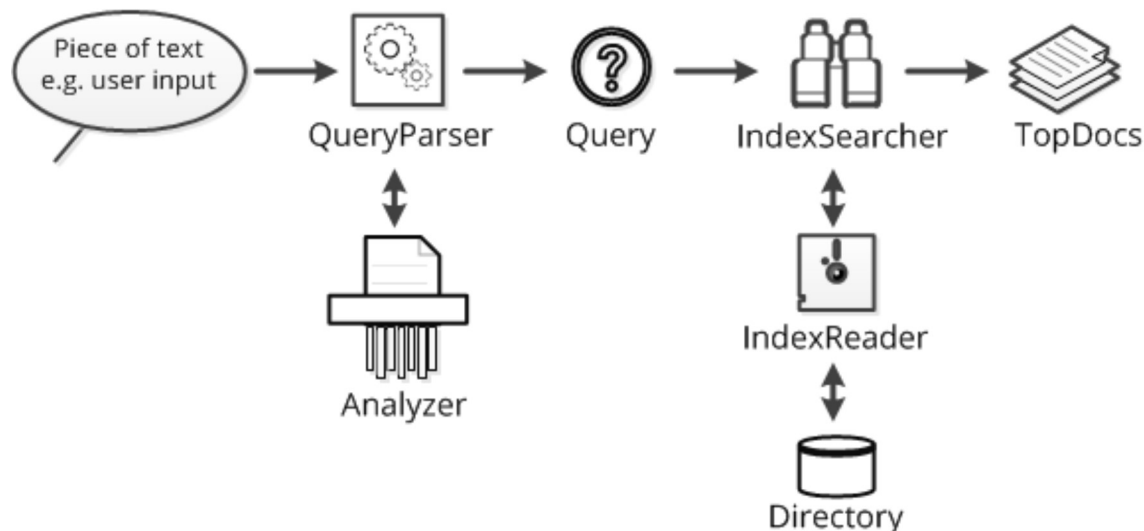 Piece of text
e.g. user input
QueryParser
Query
IndexSearcher
TopDocs
Analyzer
IndexReader
Directory